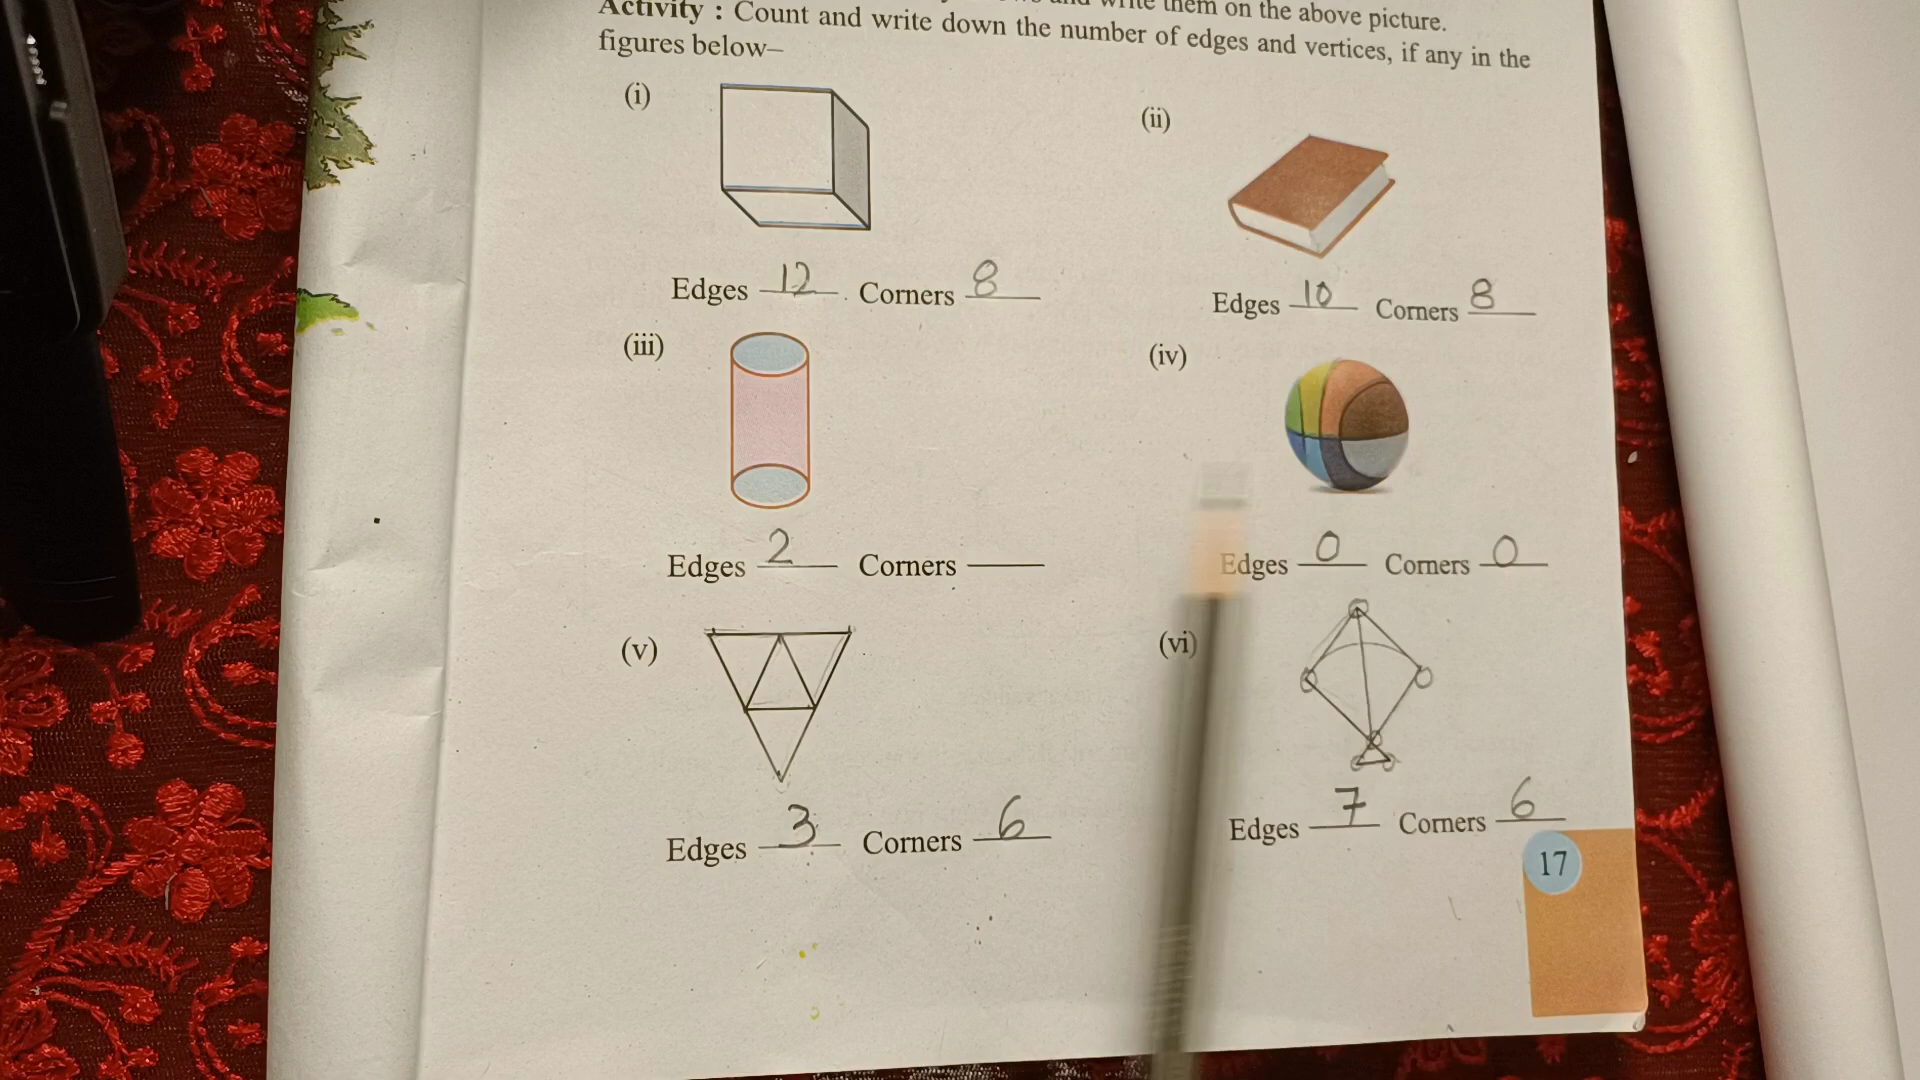 write them on the above picture.
Activity : Count and write down the number of edges and vertices, if any in the
figures below–
(i)
(ii)
Edges 12 Corners 8
Edges 10 Corners 8
(iii)
(iv)
Edges 2 Corners
Edges 0 Corners 0
(v)
(vi)
Edges 3 Corners 6
Edges 7 Corners 6
17